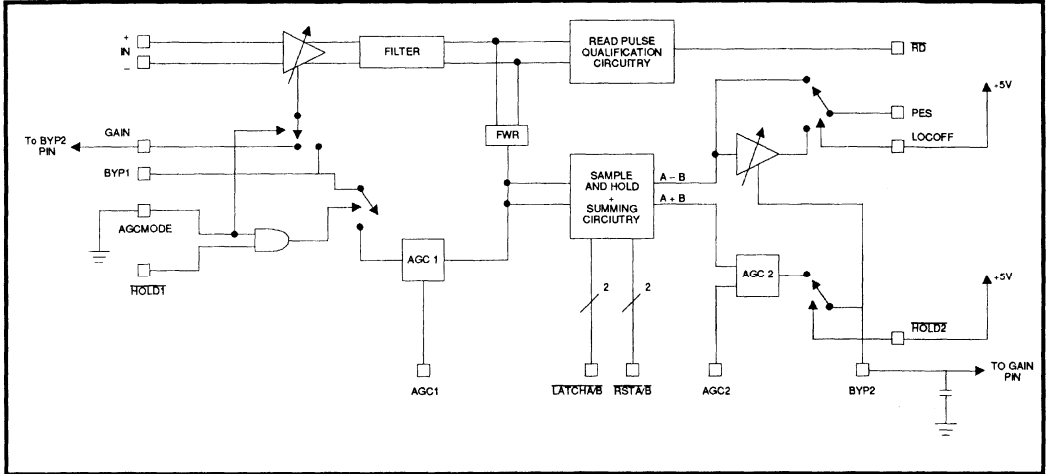 +
IN
−
FILTER
READ PULSE
QUALIFICATION
CIRCUITRY
RD
+5V
PES
LOCOFF
GAIN
To BYP2
PIN
BYP1
FWR
SAMPLE
AND HOLD
+
SUMMING
CIRCIUTRY
A − B
A + B
AGCMODE
HOLD1
AGC 1
AGC 2
2
2
+5V
HOLD2
AGC1
LATCHA/B
RSTA/B
AGC2
BYP2
TO GAIN
PIN